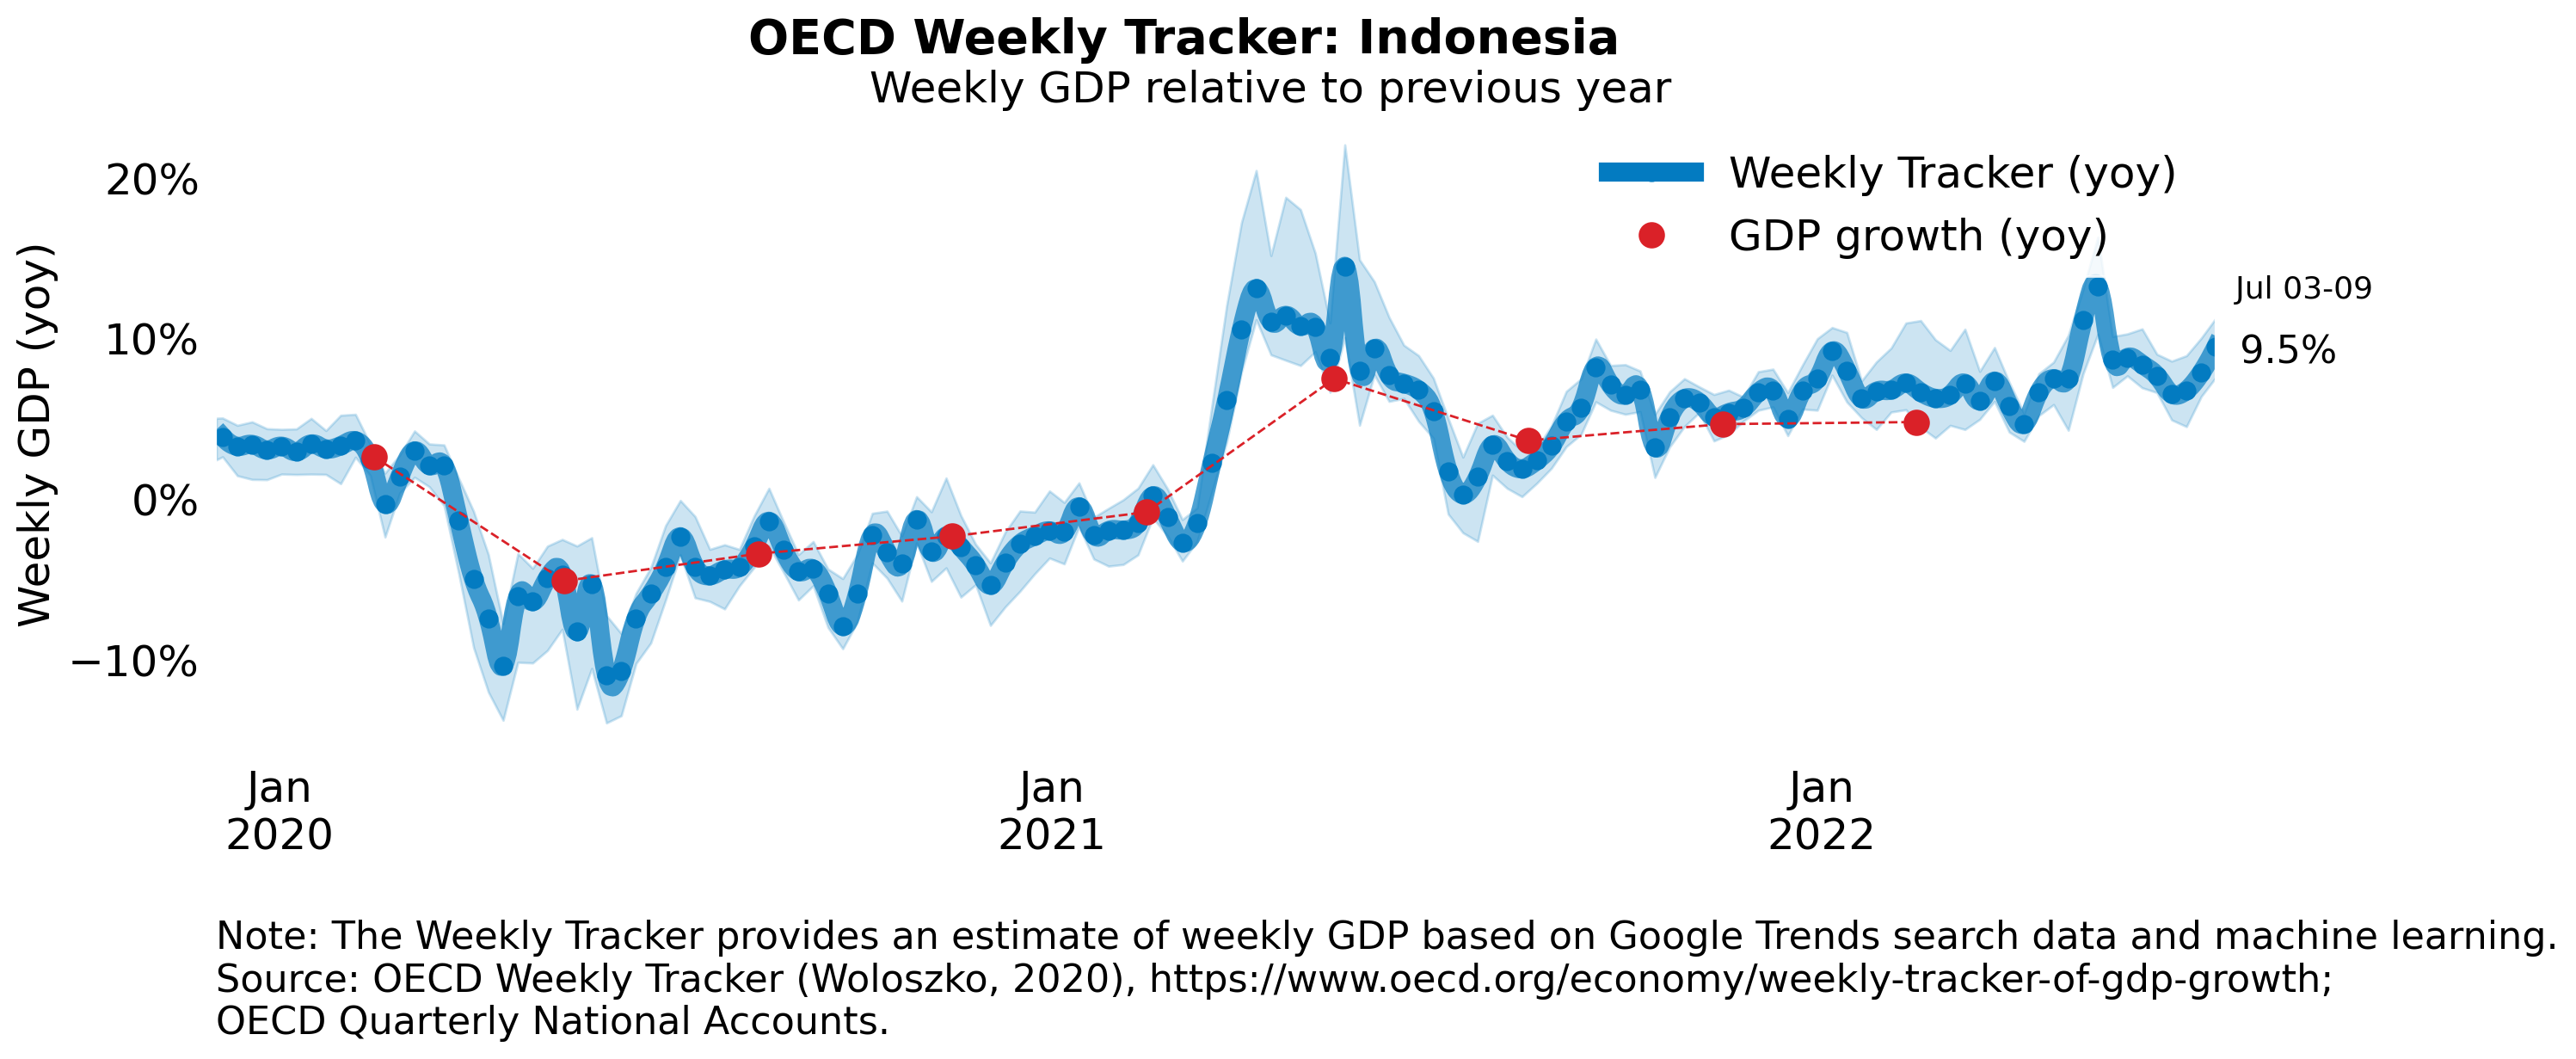 OECD Weekly Tracker: Indonesia
Weekly GDP relative to previous year
Weekly GDP (yoy)
20%
10%
0%
−10%
Weekly Tracker (yoy)
GDP growth (yoy)
Jul 03-09
9.5%
Jan
2020
Jan
2021
Jan
2022
Note: The Weekly Tracker provides an estimate of weekly GDP based on Google Trends search data and machine learning.
Source: OECD Weekly Tracker (Woloszko, 2020), https://www.oecd.org/economy/weekly-tracker-of-gdp-growth;
OECD Quarterly National Accounts.